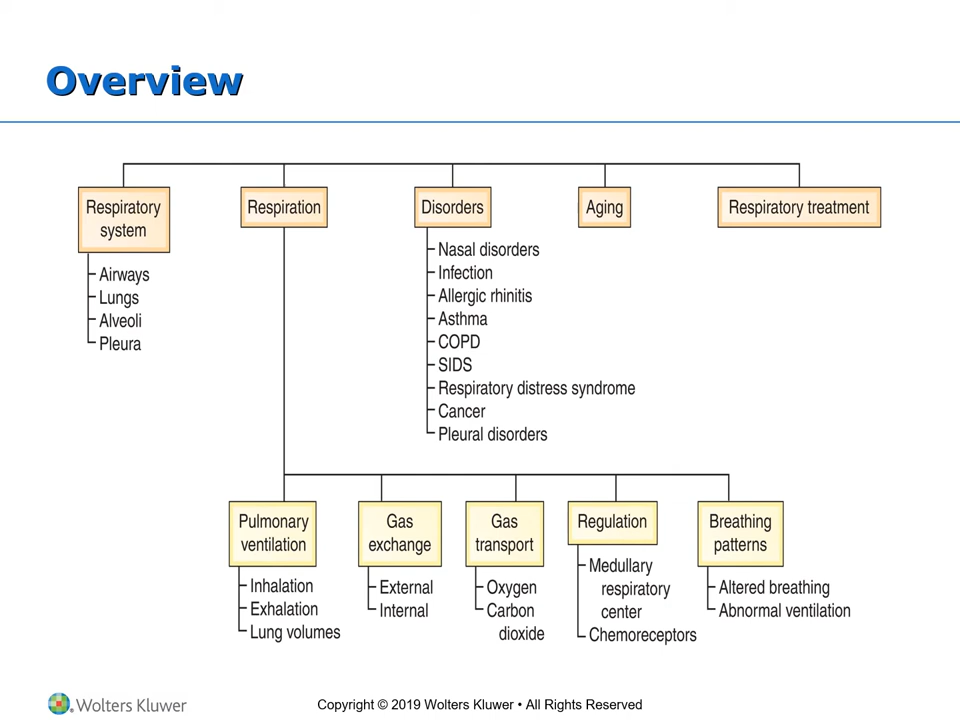 Overview
Respiratory
system
Airways
Lungs
Alveoli
Pleura
Respiration
Disorders
Nasal disorders
Infection
Allergic rhinitis
Asthma
COPD
SIDS
Respiratory distress syndrome
Cancer
Pleural disorders
Aging
Respiratory treatment
Pulmonary
ventilation
Inhalation
Exhalation
Lung volumes
Gas
exchange
External
Internal
Gas
transport
Oxygen
Carbon
dioxide
Regulation
Medullary
respiratory
center
Chemoreceptors
Breathing
patterns
Altered breathing
Abnormal ventilation
Wolters Kluwer
Copyright © 2019 Wolters Kluwer • All Rights Reserved